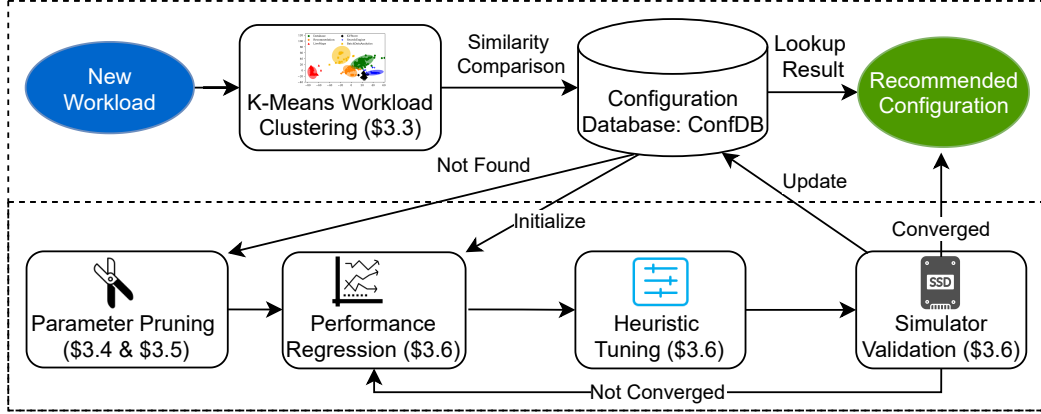 New
Workload
K-Means Workload
Clustering ($3.3)
Similarity
Comparison
Configuration
Database: ConfDB
Lookup
Result
Recommended
Configuration
Not Found
Initialize
Update
Converged
Parameter Pruning
($3.4 & $3.5)
Performance
Regression ($3.6)
Heuristic
Tuning ($3.6)
SSD
Simulator
Validation ($3.6)
Not Converged